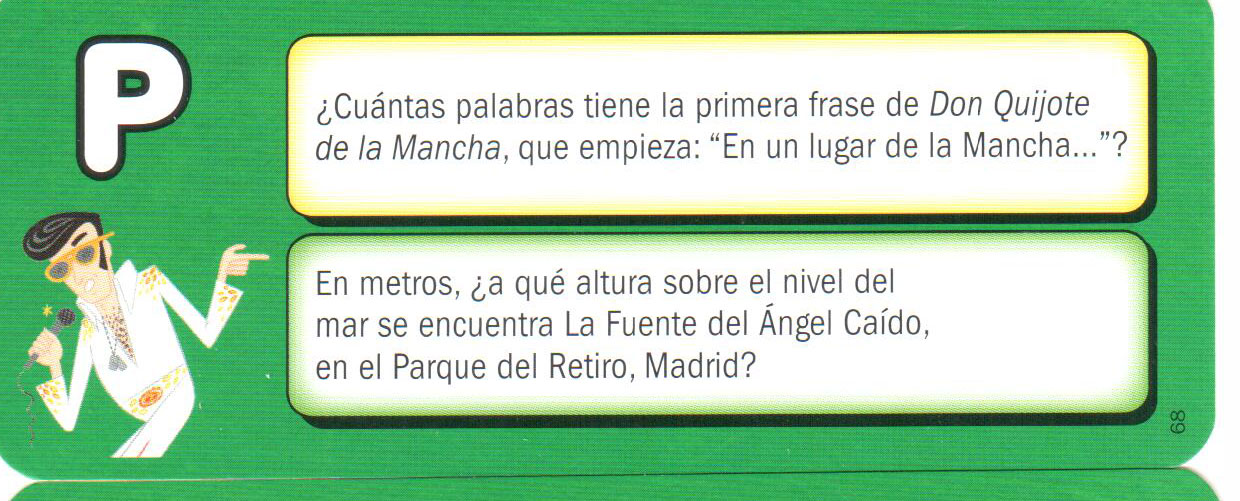 P
¿Cuántas palabras tiene la primera frase de Don Quijote
de la Mancha, que empieza: “En un lugar de la Mancha...”?
En metros, ¿a qué altura sobre el nivel del
mar se encuentra La Fuente del Ángel Caído,
en el Parque del Retiro, Madrid?
68